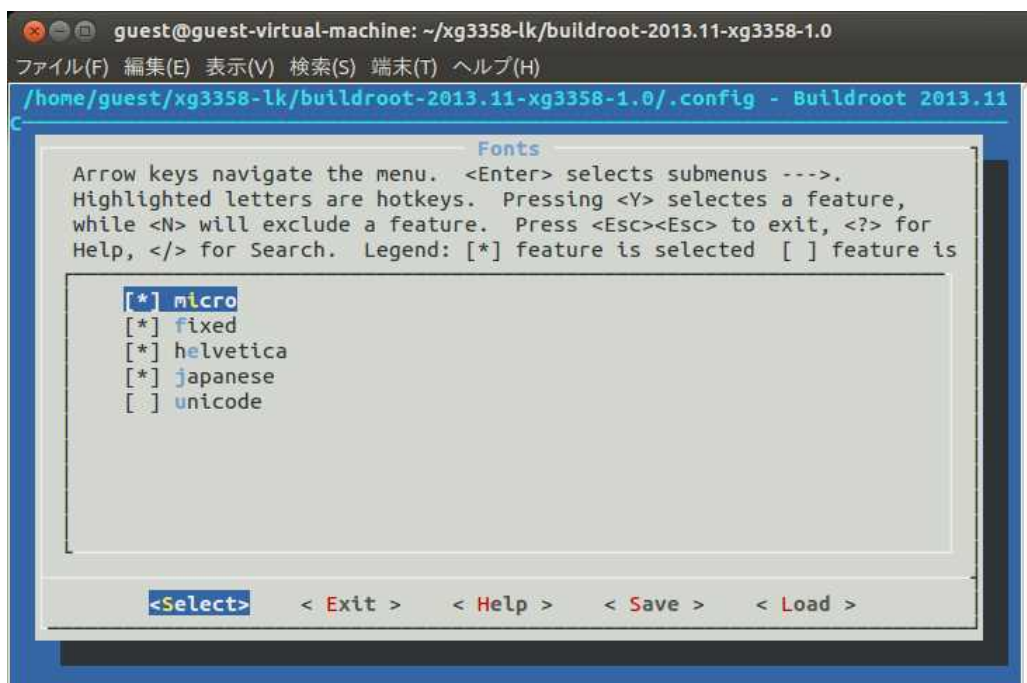 guest@guest-virtual-machine: ~/xg3358-lk/buildroot-2013.11-xg3358-1.0
ファイル(F) 編集(E) 表示(V) 検索(S) 端末(T) ヘルプ(H)
/home/guest/xg3358-lk/buildroot-2013.11-xg3358-1.0/.config - Buildroot 2013.11
C
Fonts
Arrow keys navigate the menu. <Enter> selects submenus --->.
Highlighted letters are hotkeys. Pressing <Y> selectes a feature,
while <N> will exclude a feature. Press <Esc><Esc> to exit, <?> for
Help, </> for Search. Legend: [*] feature is selected [ ] feature is
[*] micro
[*] fixed
[*] helvetica
[*] japanese
[ ] unicode
<Select> < Exit > < Help > < Save > < Load >